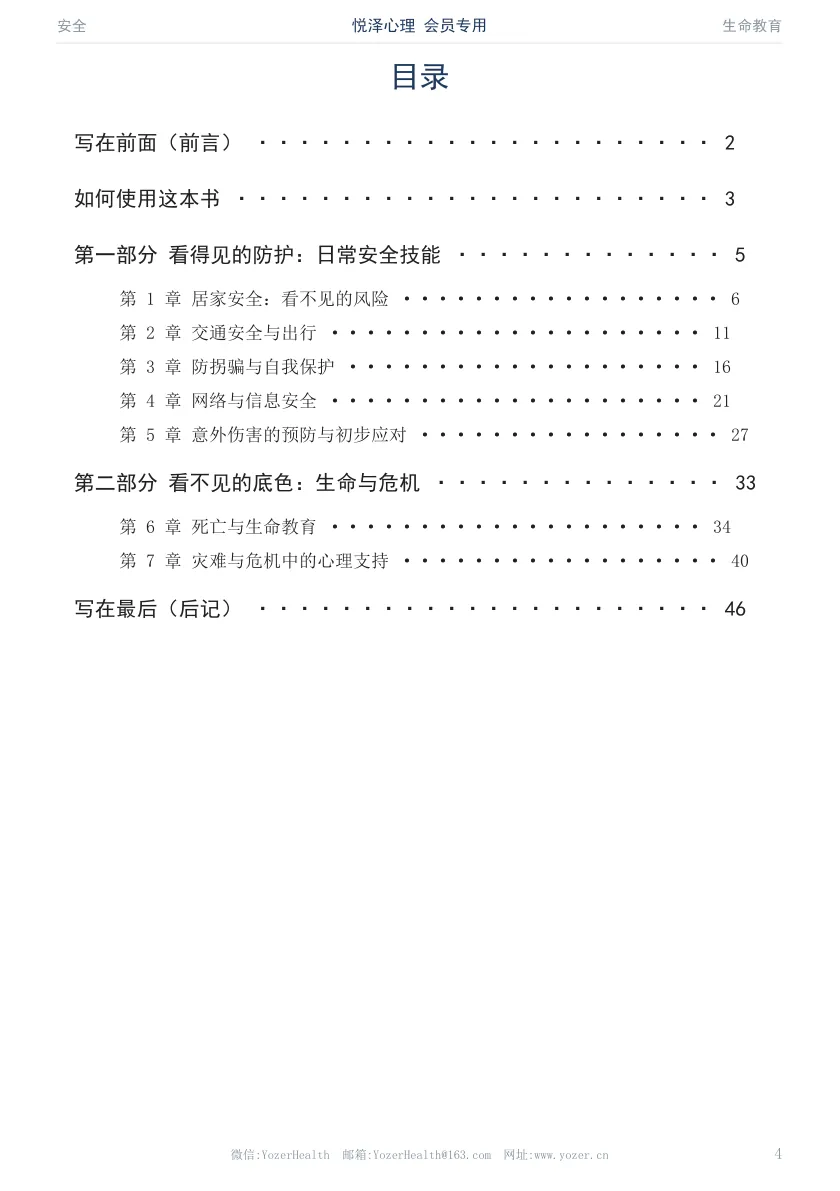 安全 悦泽心理 会员专用 生命教育
目录
写在前面（前言） · · · · · · · · · · · · · · · · · · · · · · 2
如何使用这本书 · · · · · · · · · · · · · · · · · · · · · · · 3
第一部分 看得见的防护：日常安全技能 · · · · · · · · · · · · · 5
第 1 章 居家安全：看不见的风险 · · · · · · · · · · · · · · · · · · 6
第 2 章 交通安全与出行 · · · · · · · · · · · · · · · · · · · · · 11
第 3 章 防拐骗与自我保护 · · · · · · · · · · · · · · · · · · · · 16
第 4 章 网络与信息安全 · · · · · · · · · · · · · · · · · · · · · 21
第 5 章 意外伤害的预防与初步应对 · · · · · · · · · · · · · · · · · 27
第二部分 看不见的底色：生命与危机 · · · · · · · · · · · · · · 33
第 6 章 死亡与生命教育 · · · · · · · · · · · · · · · · · · · · · 34
第 7 章 灾难与危机中的心理支持 · · · · · · · · · · · · · · · · · · 40
写在最后（后记） · · · · · · · · · · · · · · · · · · · · · · 46
微信:YozerHealth 邮箱:YozerHealth@163.com 网址:www.yozer.cn 4